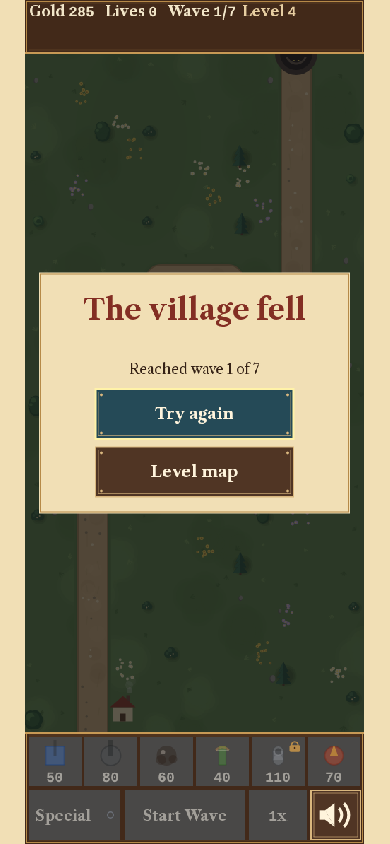 Gold 285 Lives 0 Wave 1/7 Level 4
The village fell
Reached wave 1 of 7
Try again
Level map
50 80 60 40 110 70
Special Start Wave 1x